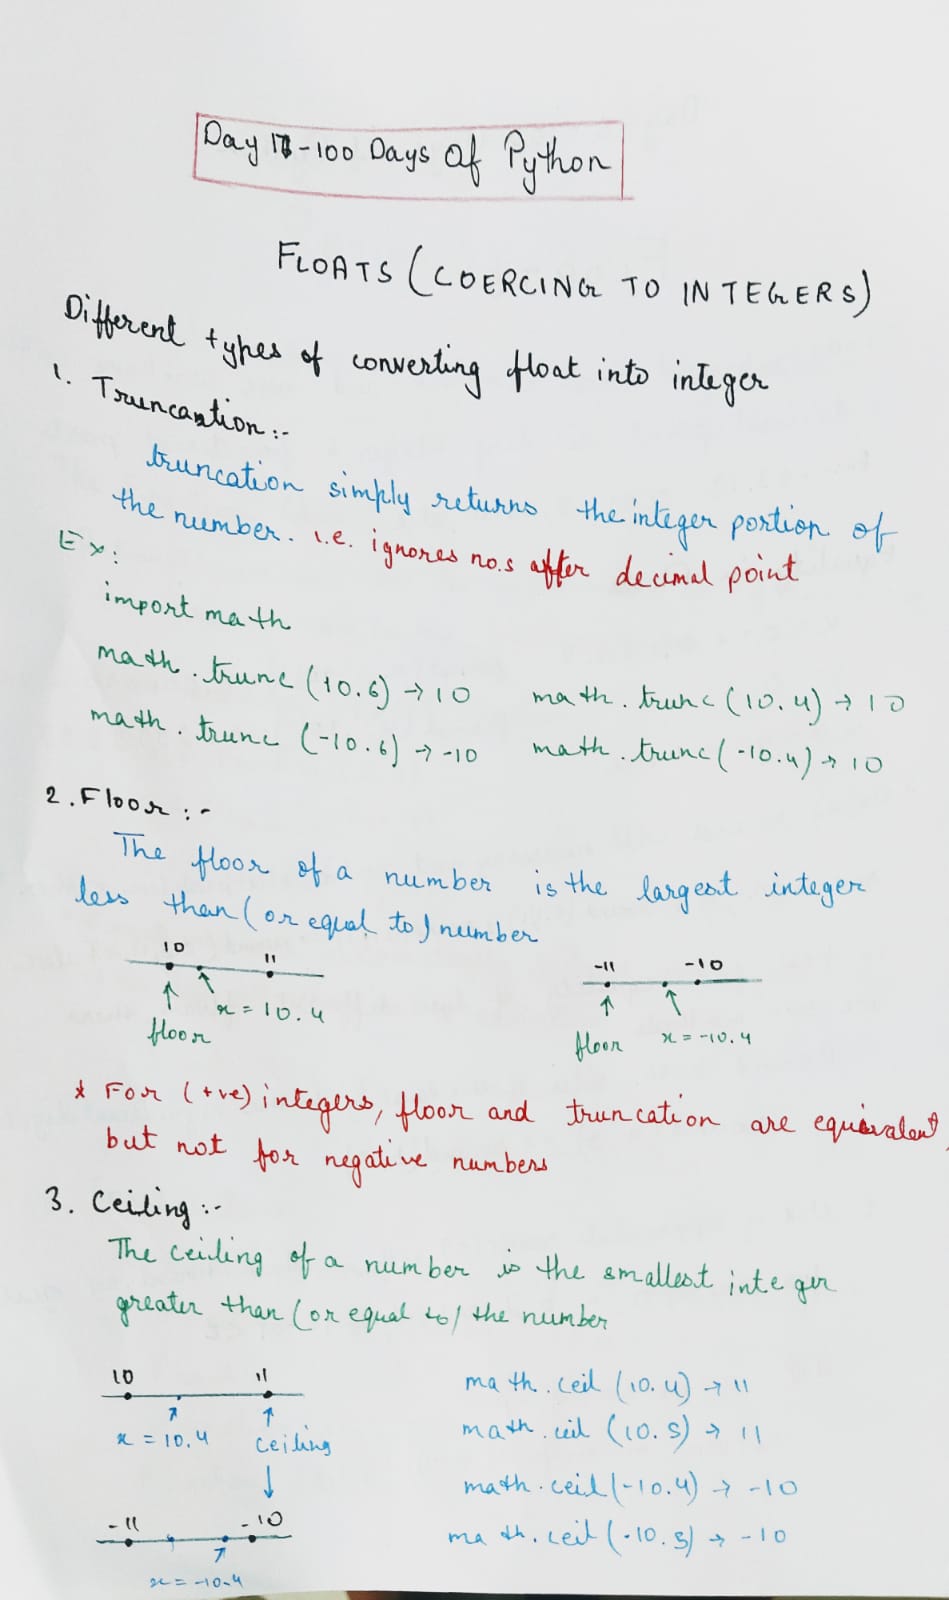 Day 17-100 Days of Python
FLOATS (COERCING TO INTEGERS)
Different types of converting float into integer
1. Truncation :-
truncation simply returns the integer portion of
the number. i.e. ignores no.s after decimal point
Ex:
import math
math.trunc (10.6) → 10 math.trunc (10.4) → 10
math.trunc (-10.6) → -10 math.trunc (-10.4) → 10
2. Floor :-
The floor of a number is the largest integer
less than (or equal to) number
10 11 -11 -10
x = 10.4 x = -10.4
floor floor
* For (+ve) integers, floor and truncation are equivalent,
but not for negative numbers
3. Ceiling :-
The ceiling of a number is the smallest integer
greater than (or equal to) the number
10 11 math.ceil (10.4) → 11
x = 10.4 ceiling math.ceil (10.5) → 11
math.ceil (-10.4) → -10
-11 -10 math.ceil (-10.5) → -10
x = -10.4